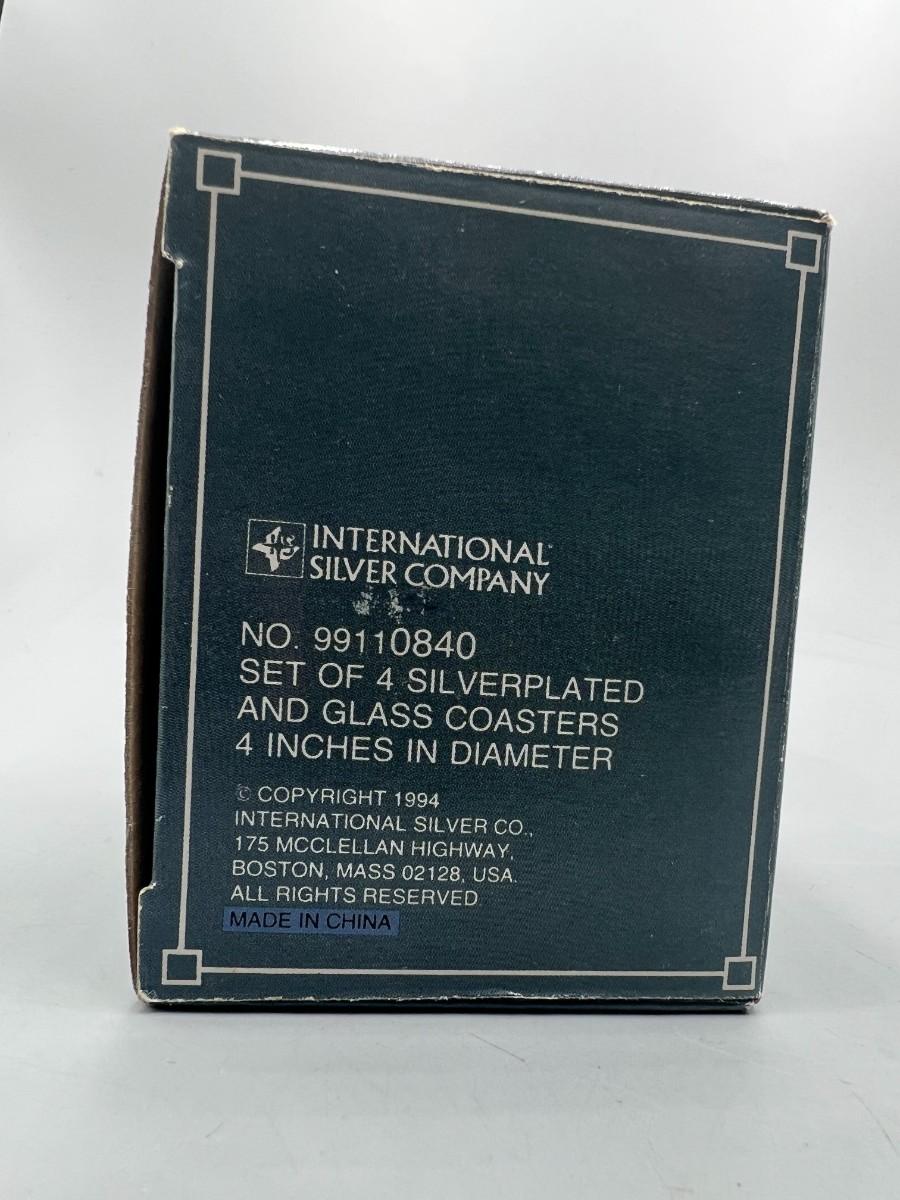 INTERNATIONAL
SILVER COMPANY
NO. 99110840
SET OF 4 SILVERPLATED
AND GLASS COASTERS
4 INCHES IN DIAMETER
© COPYRIGHT 1994
INTERNATIONAL SILVER CO.,
175 MCCLELLAN HIGHWAY,
BOSTON, MASS 02128, USA.
ALL RIGHTS RESERVED
MADE IN CHINA